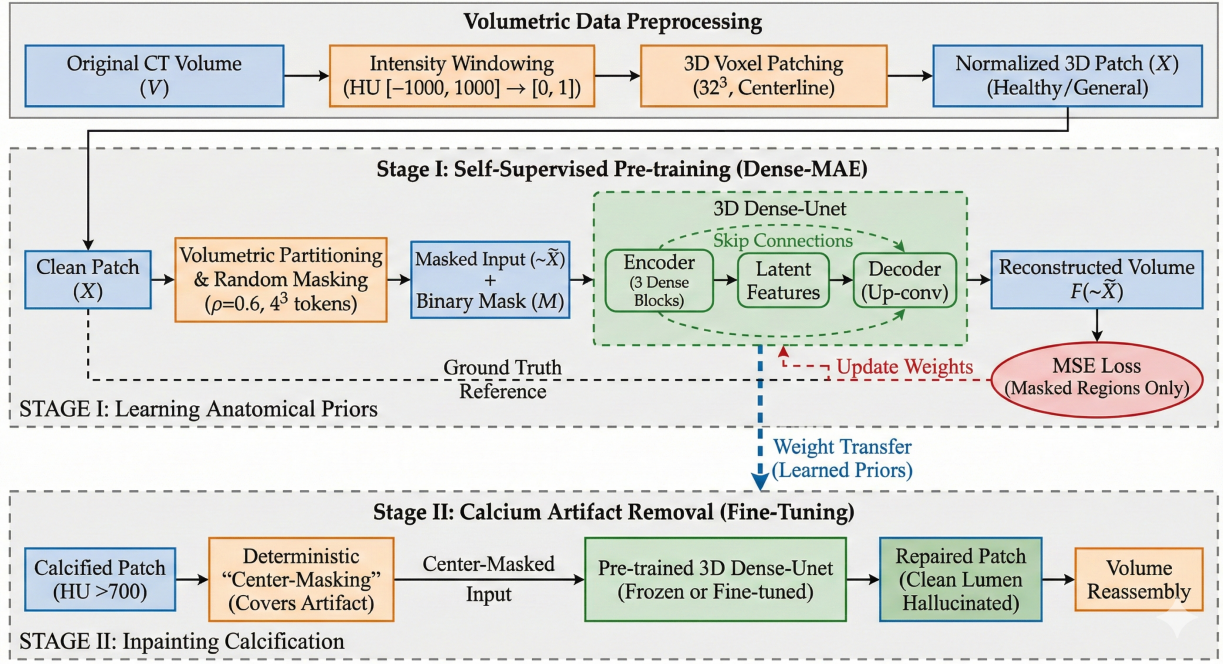 Volumetric Data Preprocessing
Original CT Volume
(V)
Intensity Windowing
(HU [−1000, 1000] → [0, 1])
3D Voxel Patching
(32³, Centerline)
Normalized 3D Patch (X)
(Healthy/General)
Stage I: Self-Supervised Pre-training (Dense-MAE)
Clean Patch
(X)
Volumetric Partitioning
& Random Masking
(ρ=0.6, 4³ tokens)
Masked Input (~X̃)
+
Binary Mask (M)
3D Dense-Unet
Skip Connections
Encoder
(3 Dense
Blocks)
Latent
Features
Decoder
(Up-conv)
Reconstructed Volume
F(~X̃)
MSE Loss
(Masked Regions Only)
Update Weights
Ground Truth
Reference
STAGE I: Learning Anatomical Priors
Weight Transfer
(Learned Priors)
Stage II: Calcium Artifact Removal (Fine-Tuning)
Calcified Patch
(HU >700)
Deterministic
“Center-Masking”
(Covers Artifact)
Center-Masked
Input
Pre-trained 3D Dense-Unet
(Frozen or Fine-tuned)
Repaired Patch
(Clean Lumen
Hallucinated)
Volume
Reassembly
STAGE II: Inpainting Calcification